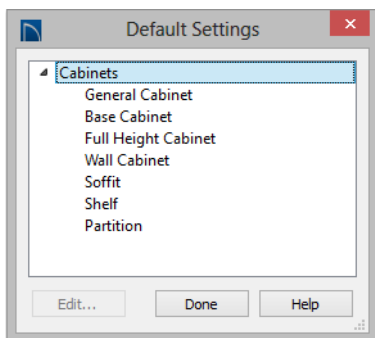 Default Settings
Cabinets
General Cabinet
Base Cabinet
Full Height Cabinet
Wall Cabinet
Soffit
Shelf
Partition
Edit... Done Help